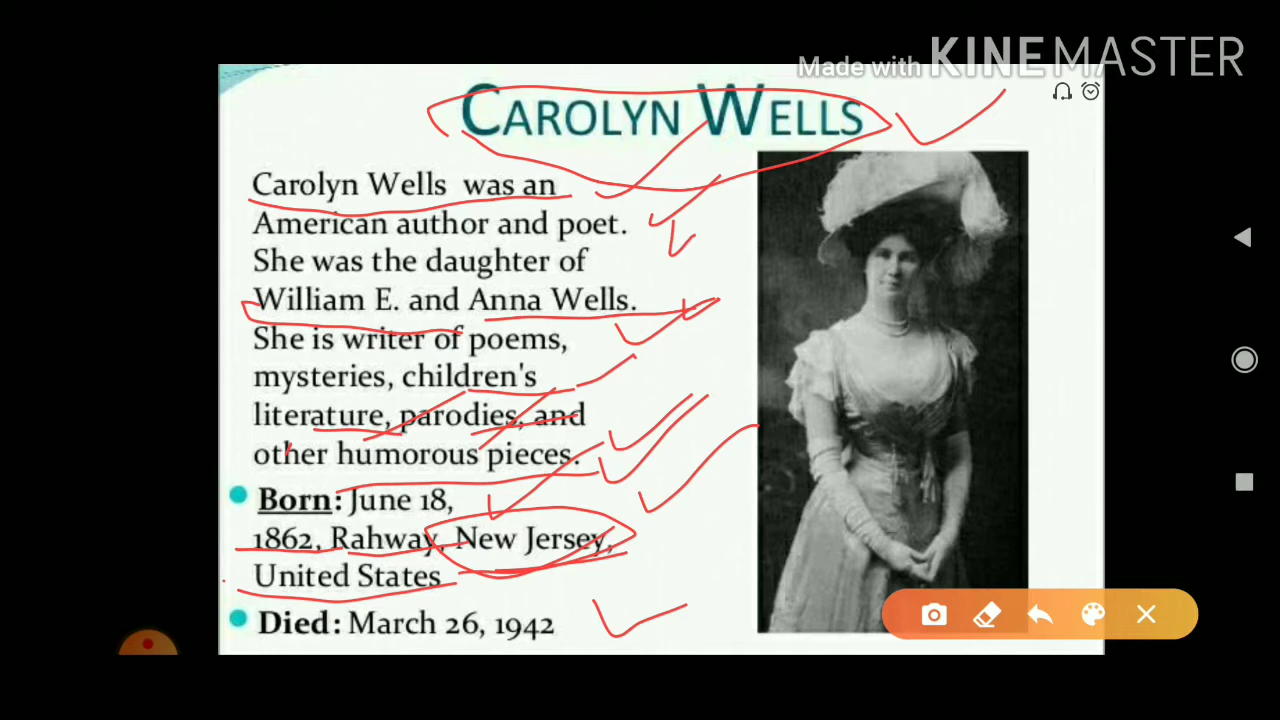 Made with KINEMASTER
CAROLYN WELLS
Carolyn Wells was an
American author and poet.
She was the daughter of
William E. and Anna Wells.
She is writer of poems,
mysteries, children's
literature, parodies, and
other humorous pieces.
Born: June 18,
1862, Rahway, New Jersey,
United States
Died: March 26, 1942